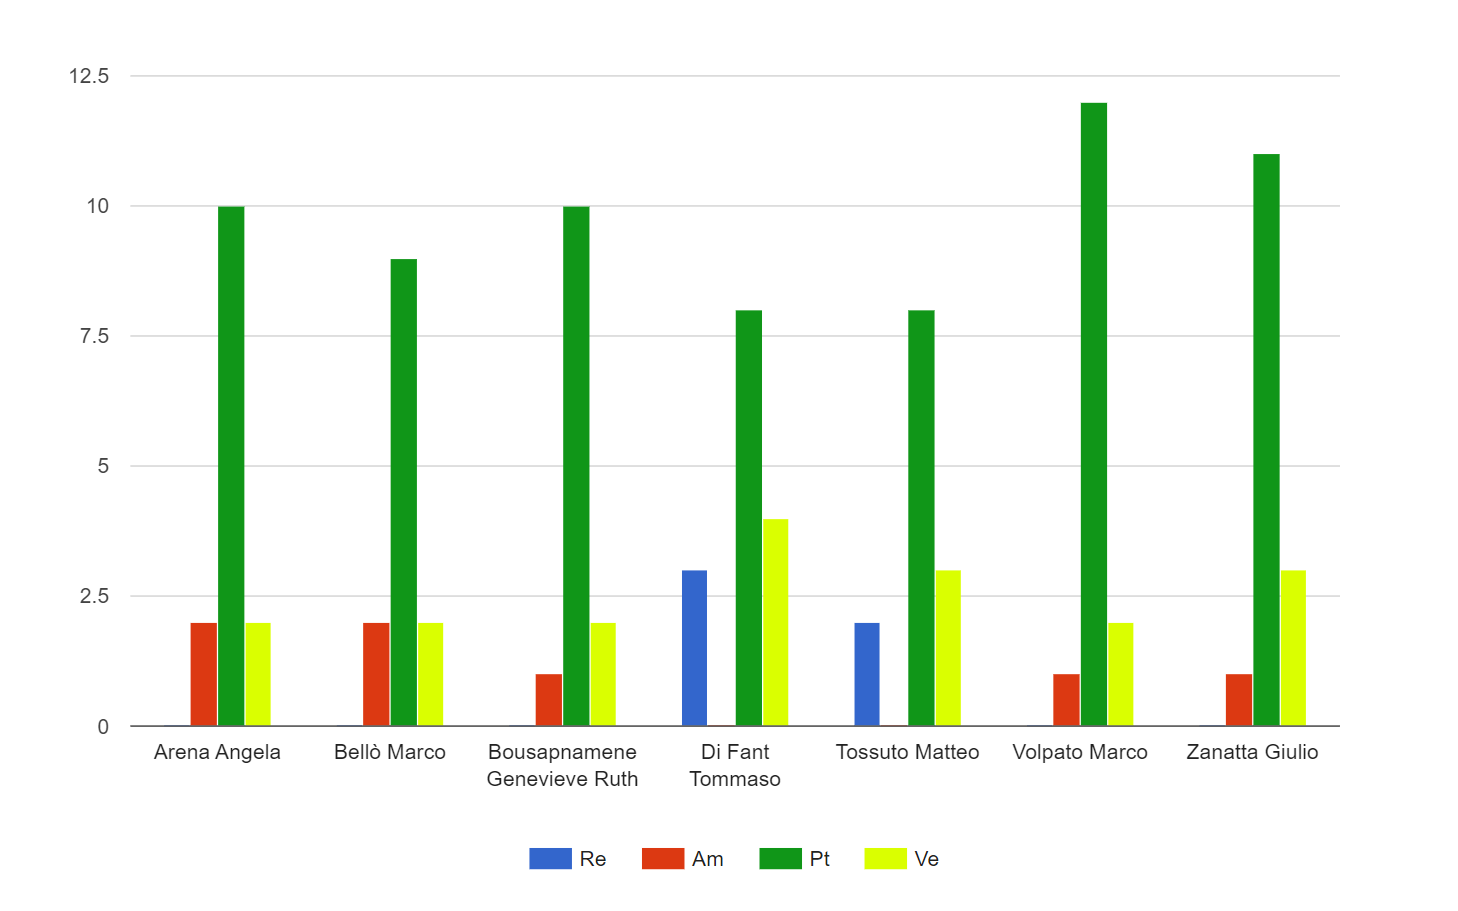 12.5
10
7.5
5
2.5
0
Arena Angela
Bellò Marco
Bousapnamene
Genevieve Ruth
Di Fant
Tommaso
Tossuto Matteo
Volpato Marco
Zanatta Giulio
Re
Am
Pt
Ve